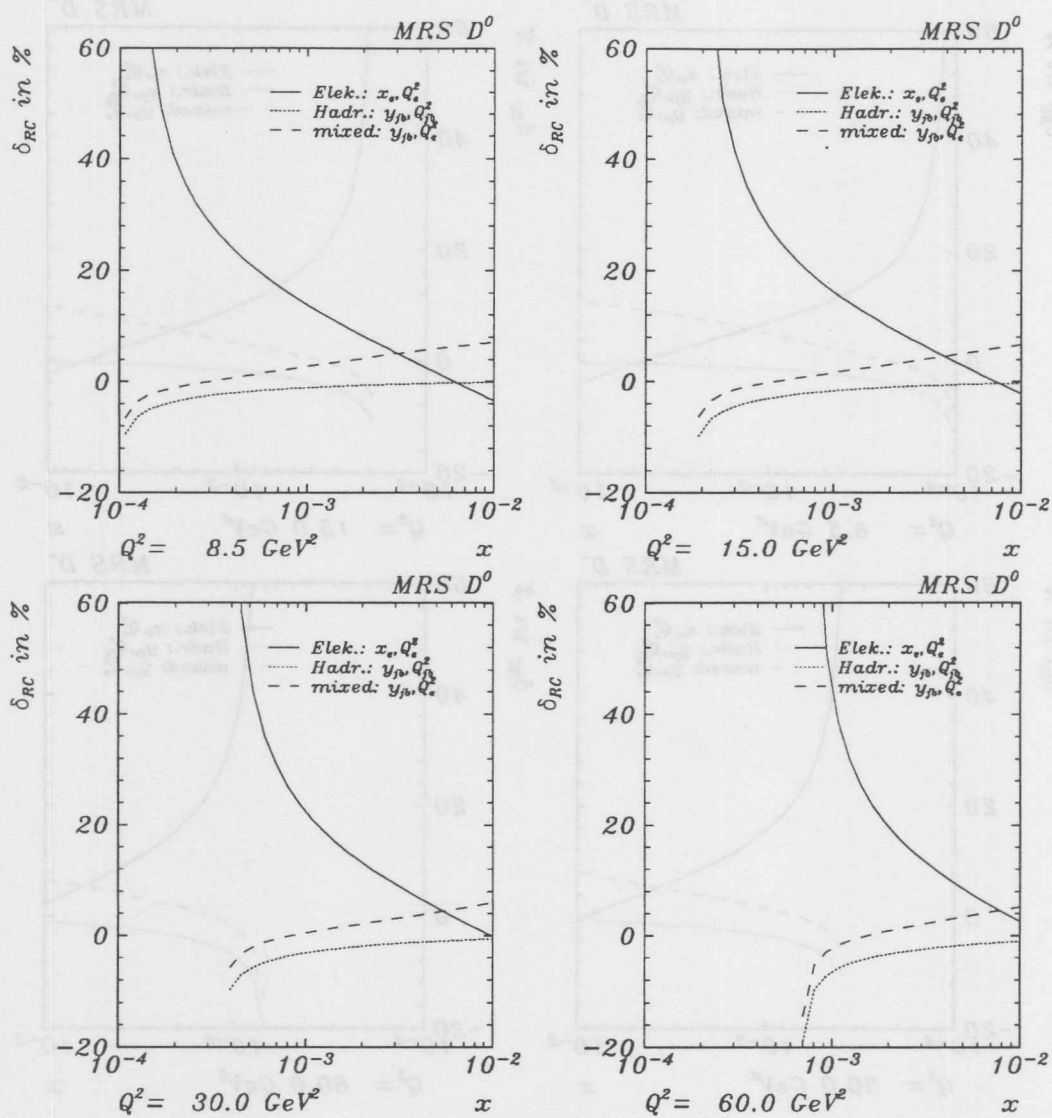 MRS D⁰
δ_RC in %
60
40
20
0
−20
Elek.: x_e, Q²_e
Hadr.: y_jb, Q²_jb
mixed: y_jb, Q²_e
10⁻⁴
10⁻³
10⁻²
Q² = 8.5 GeV²
x
MRS D⁰
δ_RC in %
60
40
20
0
−20
Elek.: x_e, Q²_e
Hadr.: y_jb, Q²_jb
mixed: y_jb, Q²_e
10⁻⁴
10⁻³
10⁻²
Q² = 15.0 GeV²
x
MRS D⁰
δ_RC in %
60
40
20
0
−20
Elek.: x_e, Q²_e
Hadr.: y_jb, Q²_jb
mixed: y_jb, Q²_e
10⁻⁴
10⁻³
10⁻²
Q² = 30.0 GeV²
x
MRS D⁰
δ_RC in %
60
40
20
0
−20
Elek.: x_e, Q²_e
Hadr.: y_jb, Q²_jb
mixed: y_jb, Q²_e
10⁻⁴
10⁻³
10⁻²
Q² = 60.0 GeV²
x